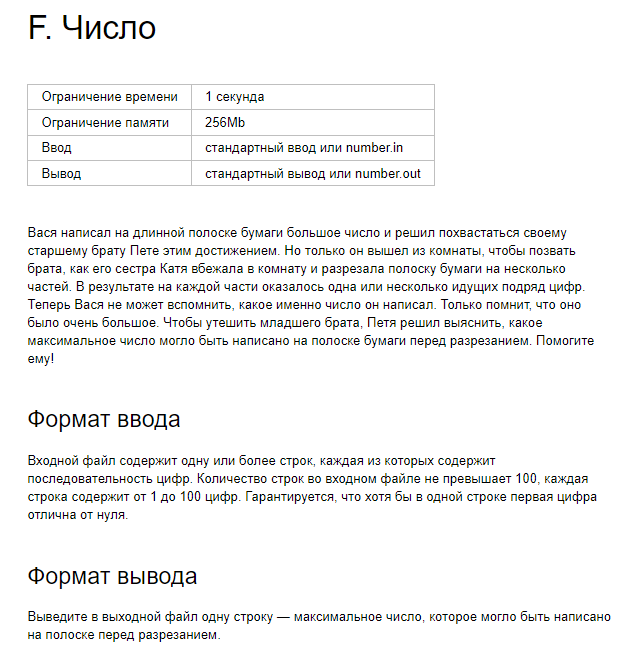 F. Число
Ограничение времени 1 секунда
Ограничение памяти 256Mb
Ввод стандартный ввод или number.in
Вывод стандартный вывод или number.out
Вася написал на длинной полоске бумаги большое число и решил похвастаться своему
старшему брату Пете этим достижением. Но только он вышел из комнаты, чтобы позвать
брата, как его сестра Катя вбежала в комнату и разрезала полоску бумаги на несколько
частей. В результате на каждой части оказалось одна или несколько идущих подряд цифр.
Теперь Вася не может вспомнить, какое именно число он написал. Только помнит, что оно
было очень большое. Чтобы утешить младшего брата, Петя решил выяснить, какое
максимальное число могло быть написано на полоске бумаги перед разрезанием. Помогите
ему!
Формат ввода
Входной файл содержит одну или более строк, каждая из которых содержит
последовательность цифр. Количество строк во входном файле не превышает 100, каждая
строка содержит от 1 до 100 цифр. Гарантируется, что хотя бы в одной строке первая цифра
отлична от нуля.
Формат вывода
Выведите в выходной файл одну строку — максимальное число, которое могло быть написано
на полоске перед разрезанием.